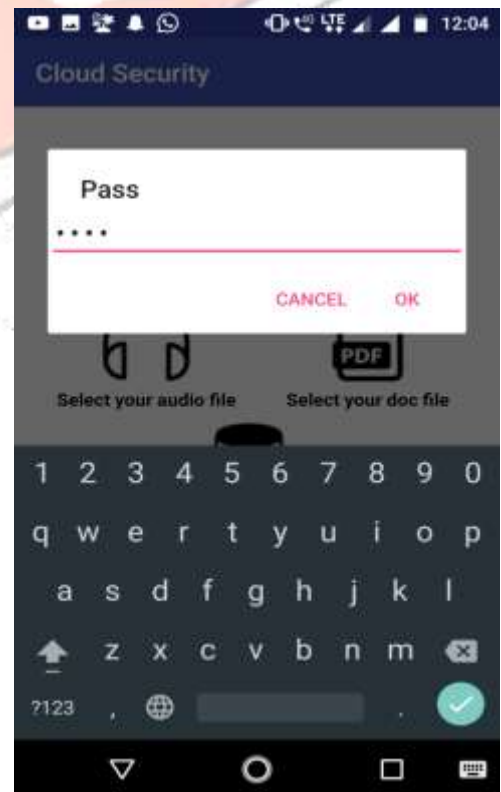 LTE 12:04
Cloud Security
Pass
••••
CANCEL OK
PDF
Select your audio file Select your doc file
1 2 3 4 5 6 7 8 9 0
q w e r t y u i o p
a s d f g h j k l
z x c v b n m
?123 , .